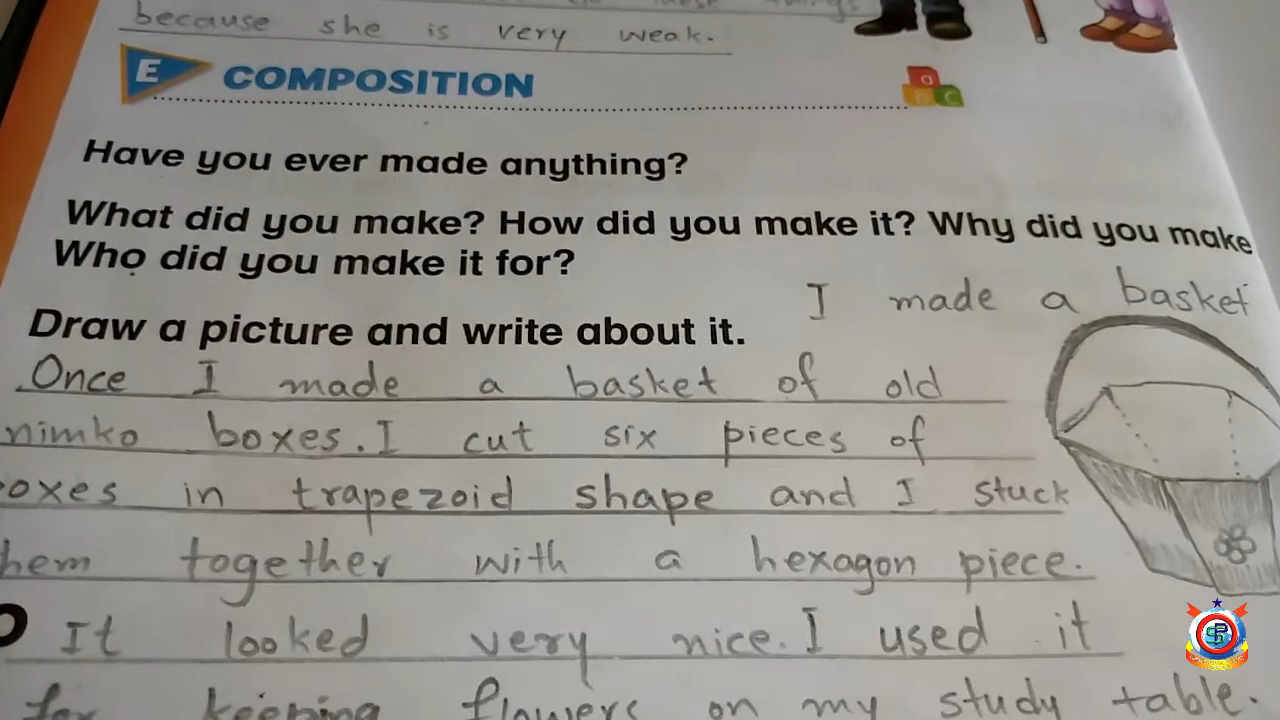 because she is very weak.
E COMPOSITION
Have you ever made anything?
What did you make? How did you make it? Why did you make
Who did you make it for?
I made a basket
Draw a picture and write about it.
Once I made a basket of old
nimko boxes. I cut six pieces of
oxes in trapezoid shape and I stuck
hem together with a hexagon piece.
It looked very nice. I used it
for keeping flowers on my study table.